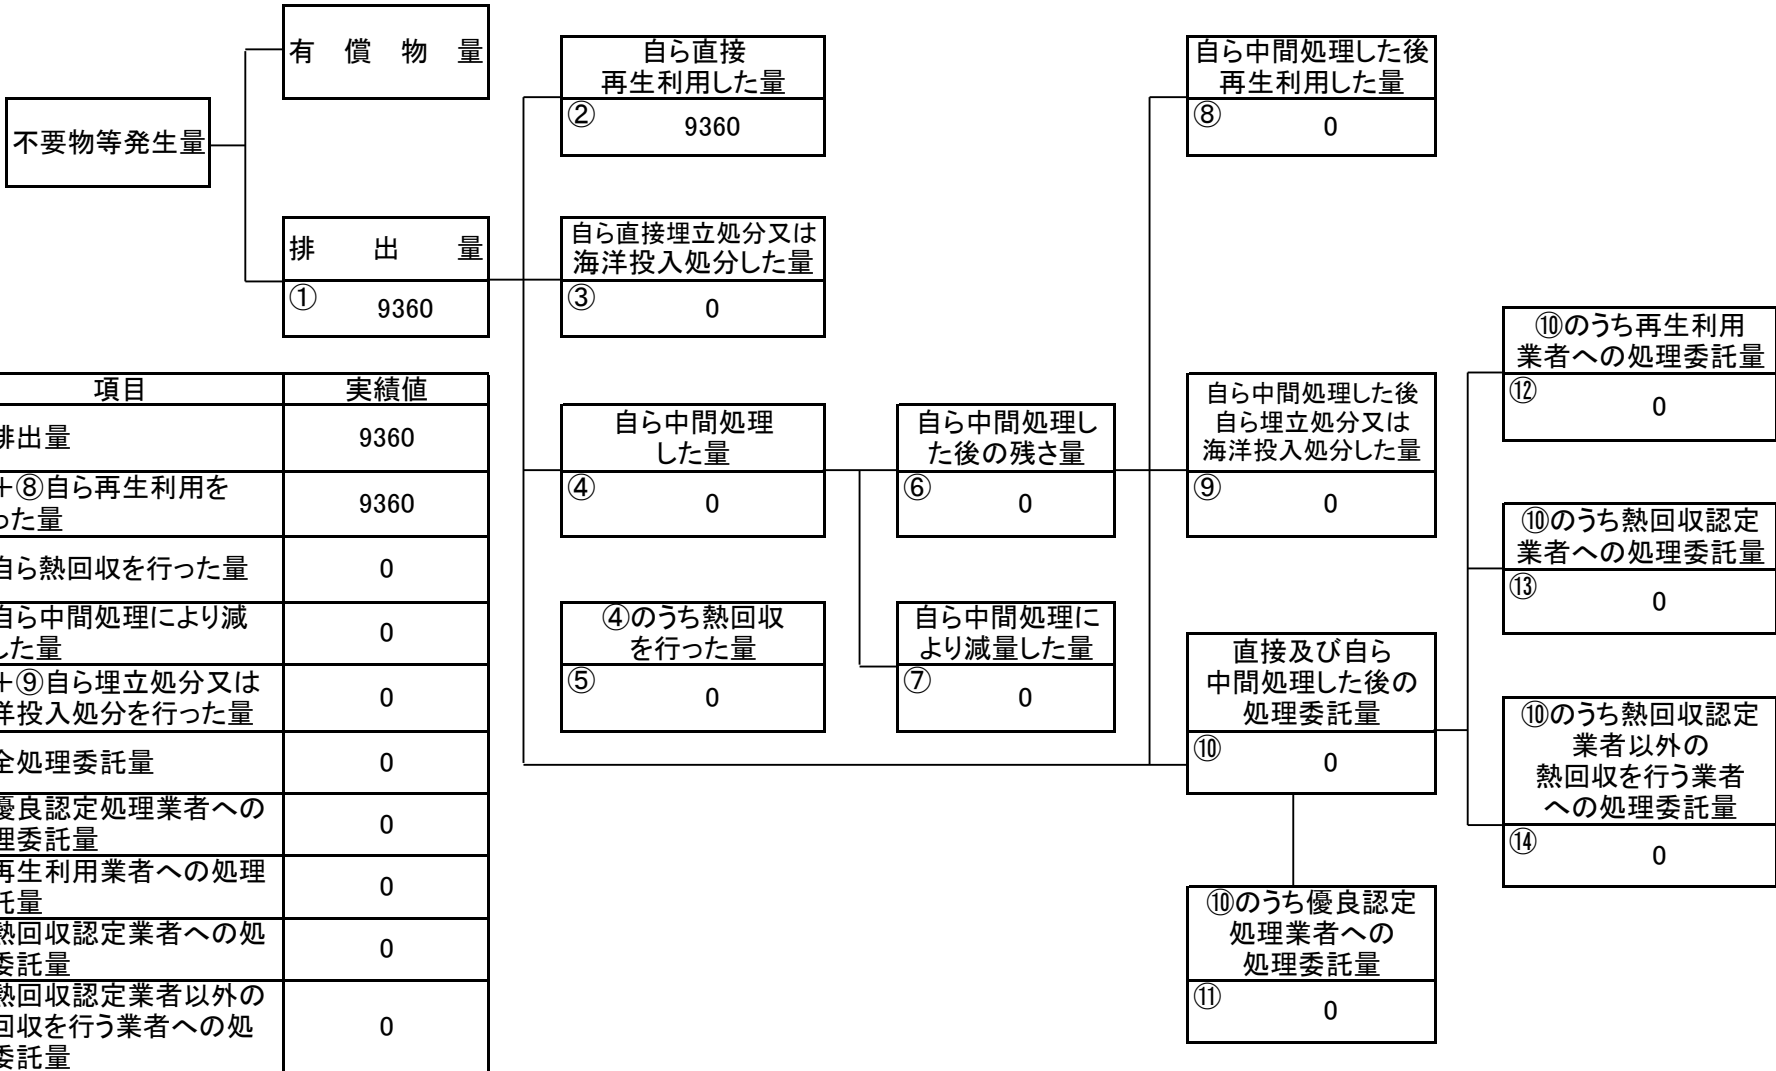 有償物量
不要物等発生量
排出量
①
9360
自ら直接
再生利用した量
②
9360
自ら直接埋立処分又は
海洋投入処分した量
③
0
自ら中間処理
した量
④
0
④のうち熱回収
を行った量
⑤
0
自ら中間処理し
た後の残さ量
⑥
0
自ら中間処理に
より減量した量
⑦
0
自ら中間処理した後
再生利用した量
⑧
0
自ら中間処理した後
自ら埋立処分又は
海洋投入処分した量
⑨
0
直接及び自ら
中間処理した後の
処理委託量
⑩
0
⑩のうち優良認定
処理業者への
処理委託量
⑪
0
⑩のうち再生利用
業者への処理委託量
⑫
0
⑩のうち熱回収認定
業者への処理委託量
⑬
0
⑩のうち熱回収認定
業者以外の
熱回収を行う業者
への処理委託量
⑭
0
項目 実績値
排出量 9360
+⑧自ら再生利用を
った量 9360
自ら熱回収を行った量 0
自ら中間処理により減
した量 0
+⑨自ら埋立処分又は
洋投入処分を行った量 0
全処理委託量 0
優良認定処理業者への
理委託量 0
再生利用業者への処理
託量 0
熱回収認定業者への処
委託量 0
熱回収認定業者以外の
回収を行う業者への処
委託量 0